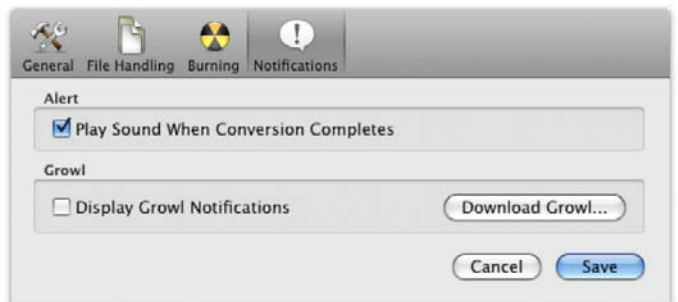 General File Handling Burning Notifications
Alert
Play Sound When Conversion Completes
Growl
Display Growl Notifications Download Growl...
Cancel Save